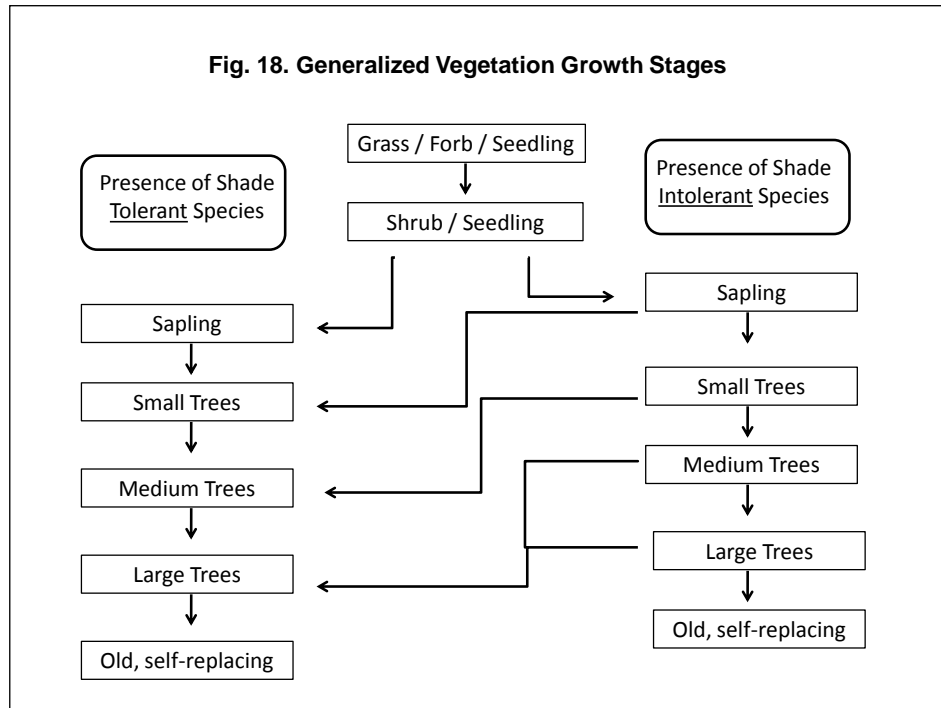 Fig. 18. Generalized Vegetation Growth Stages
Grass / Forb / Seedling
Shrub / Seedling
Presence of Shade
Tolerant Species
Sapling
Small Trees
Medium Trees
Large Trees
Old, self-replacing
Presence of Shade
Intolerant Species
Sapling
Small Trees
Medium Trees
Large Trees
Old, self-replacing